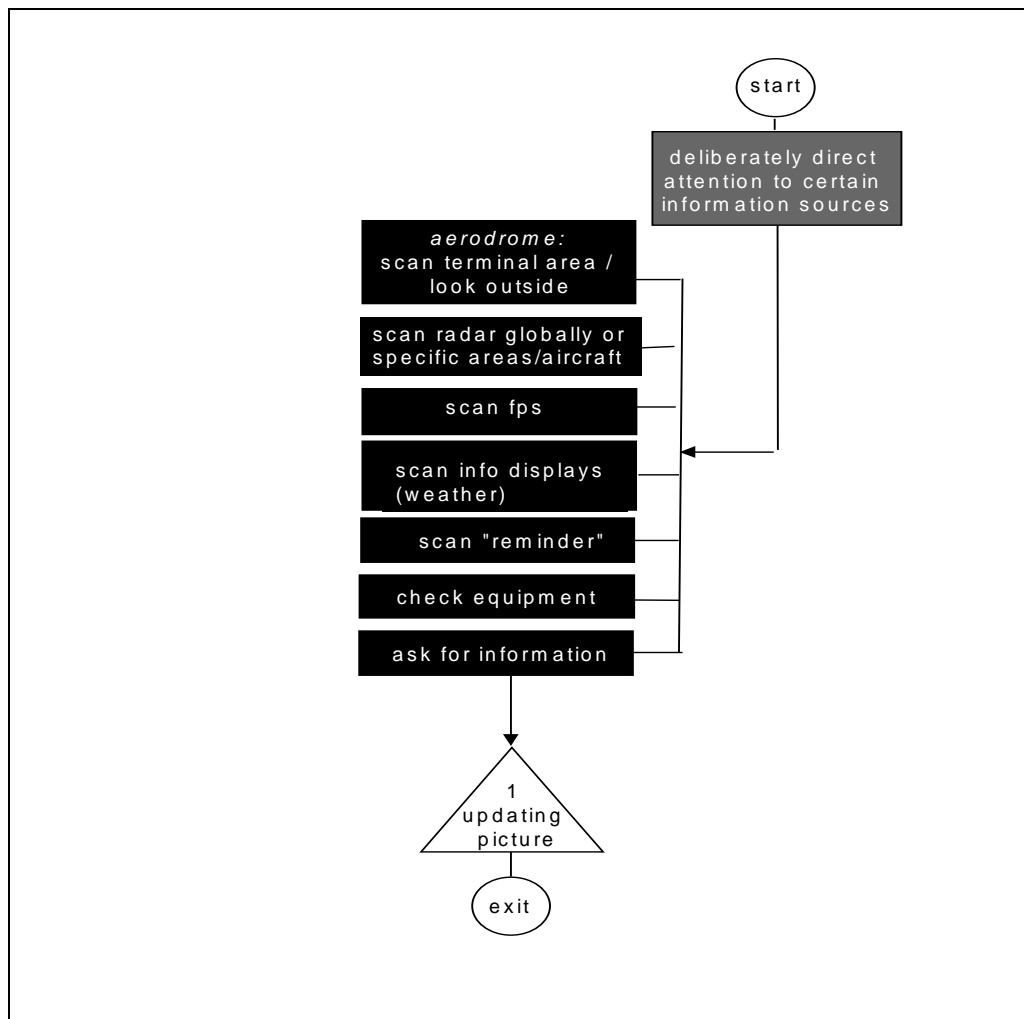 start
deliberately direct
attention to certain
information sources
aerodrome:
scan terminal area /
look outside
scan radar globally or
specific areas/aircraft
scan fps
scan info displays
(weather)
scan "reminder"
check equipment
ask for information
1
updating
picture
exit